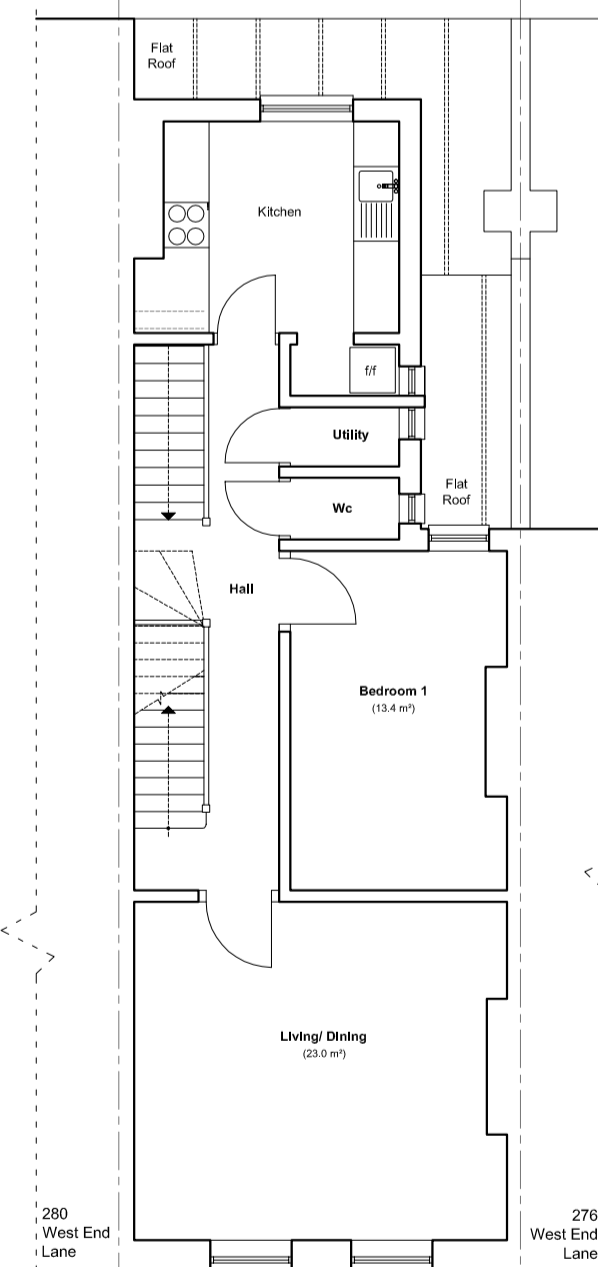 Flat
Roof
Kitchen
f/f
Utility
Wc
Flat
Roof
Hall
Bedroom 1
(13.4 m²)
Living/ Dining
(23.0 m²)
280
West End
Lane
276
West End
Lane